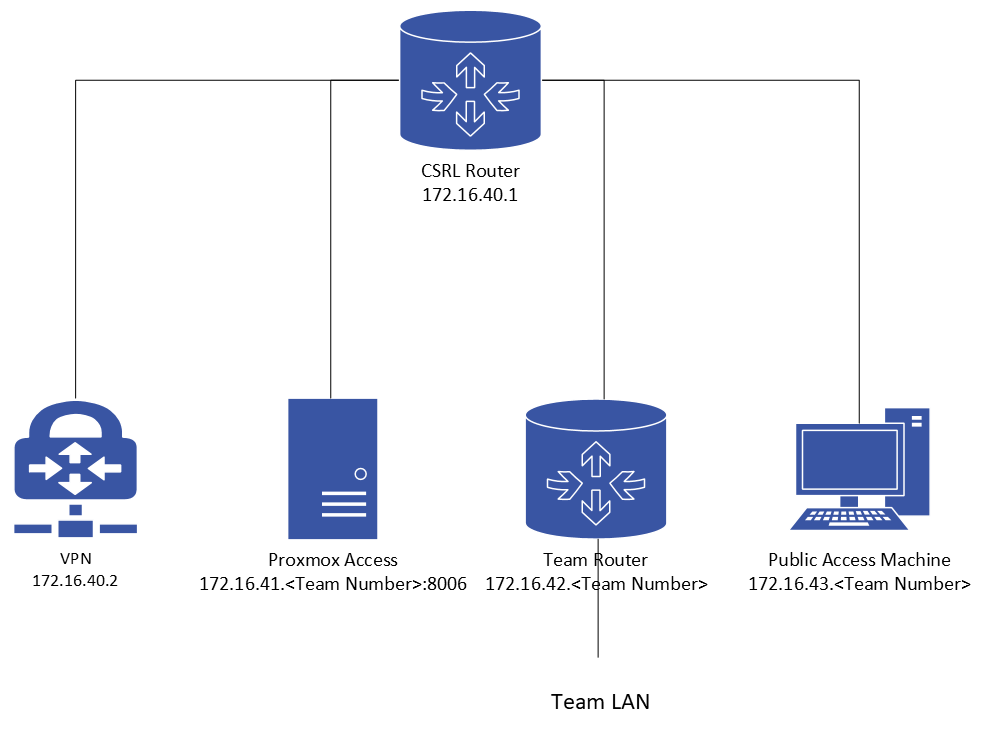 CSRL Router
172.16.40.1
VPN
172.16.40.2
Proxmox Access
172.16.41.<Team Number>:8006
Team Router
172.16.42.<Team Number>
Public Access Machine
172.16.43.<Team Number>
Team LAN